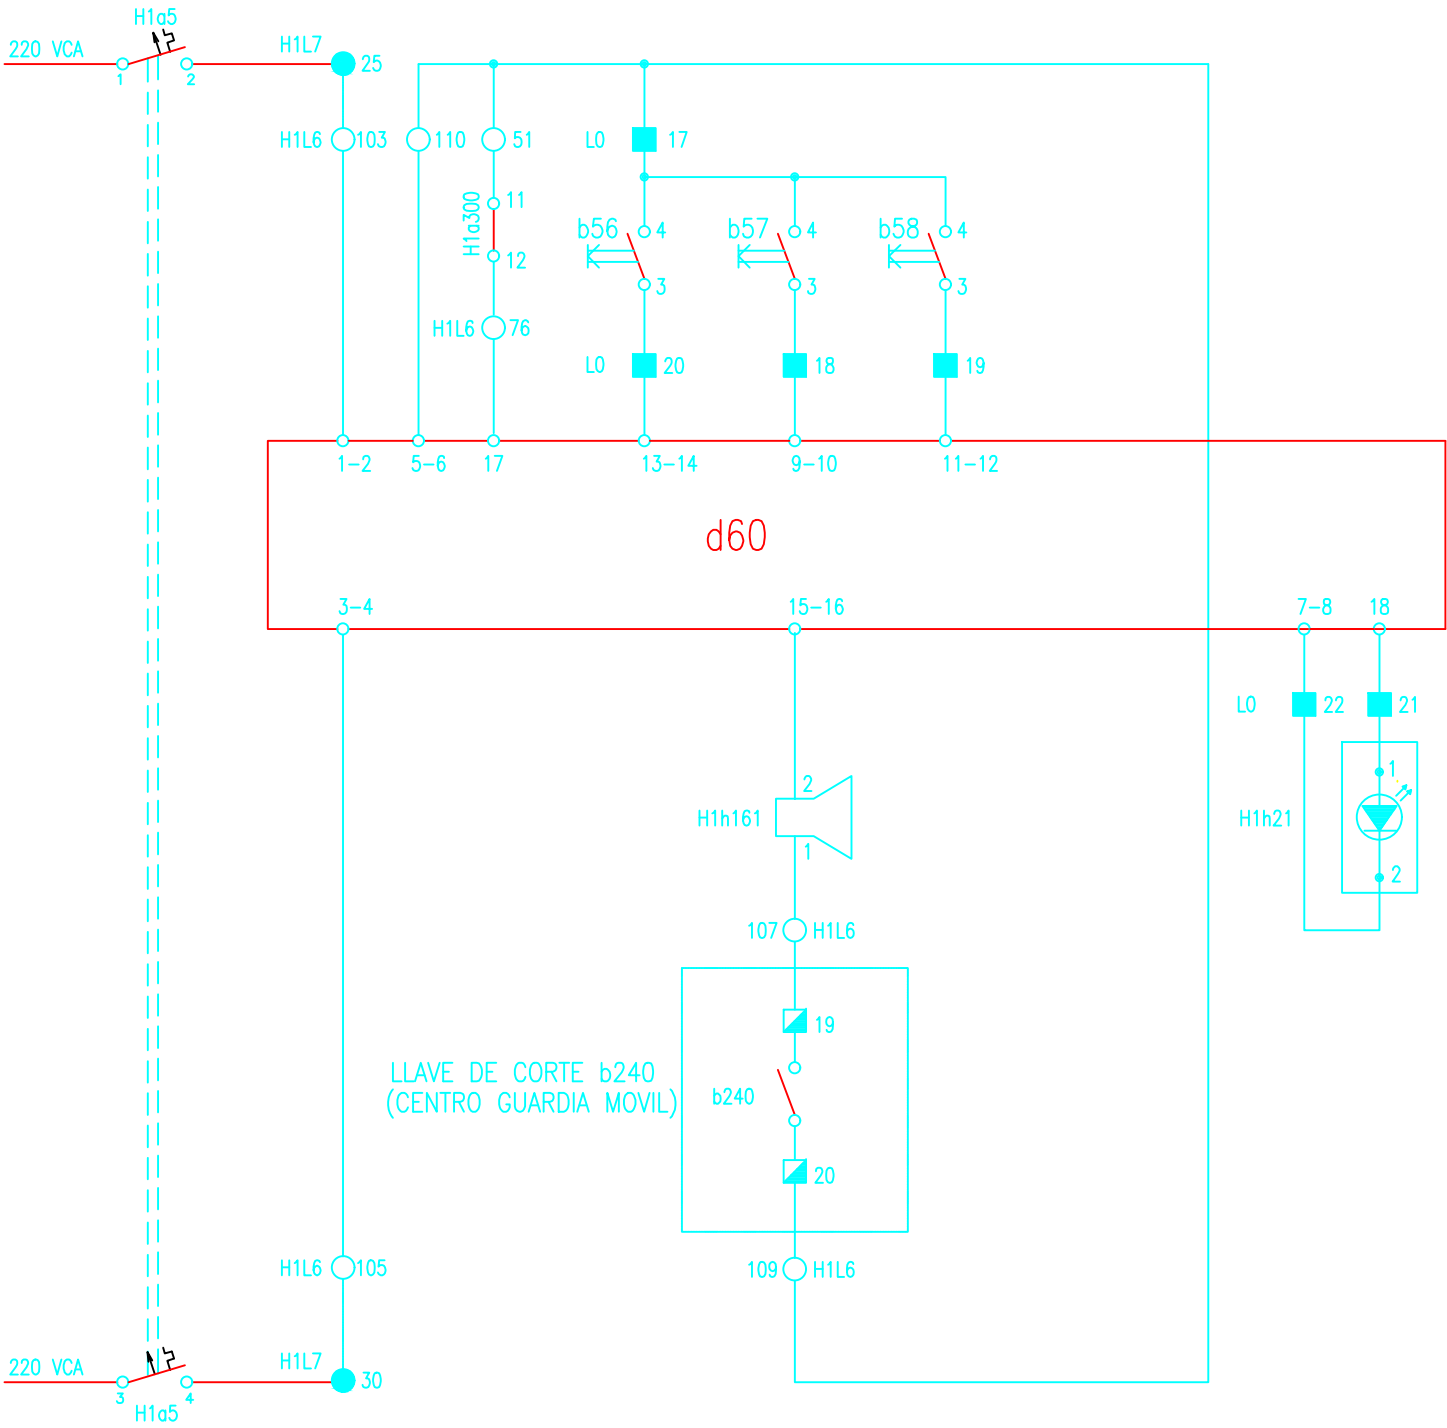 H1a5
220 VCA
H1L7
25
1
2
H1L6
103
110
51
L0
17
H1a300
11
12
b56
4
3
b57
4
3
b58
4
3
H1L6
76
L0
20
18
19
1-2
5-6
17
13-14
9-10
11-12
d60
3-4
15-16
7-8
18
L0
22
21
H1h161
2
1
H1h21
1
2
107
H1L6
19
LLAVE DE CORTE b240
(CENTRO GUARDIA MOVIL)
b240
20
H1L6
105
109
H1L6
220 VCA
H1L7
30
3
4
H1a5